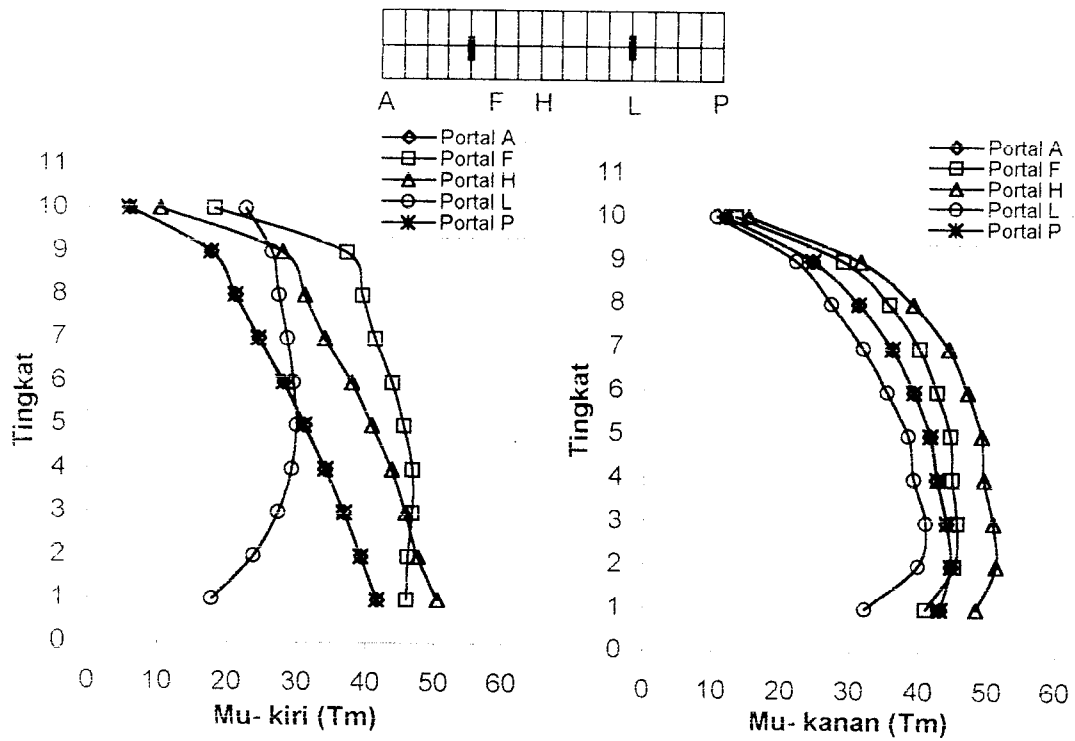 A F H L P
Portal A
Portal F
Portal H
Portal L
Portal P
11
10
9
8
7
6
5
4
3
2
1
0
Tingkat
0 10 20 30 40 50 60
Mu- kiri (Tm)
Portal A
Portal F
Portal H
Portal L
Portal P
11
10
9
8
7
6
5
4
3
2
1
0
Tingkat
0 10 20 30 40 50 60
Mu- kanan (Tm)